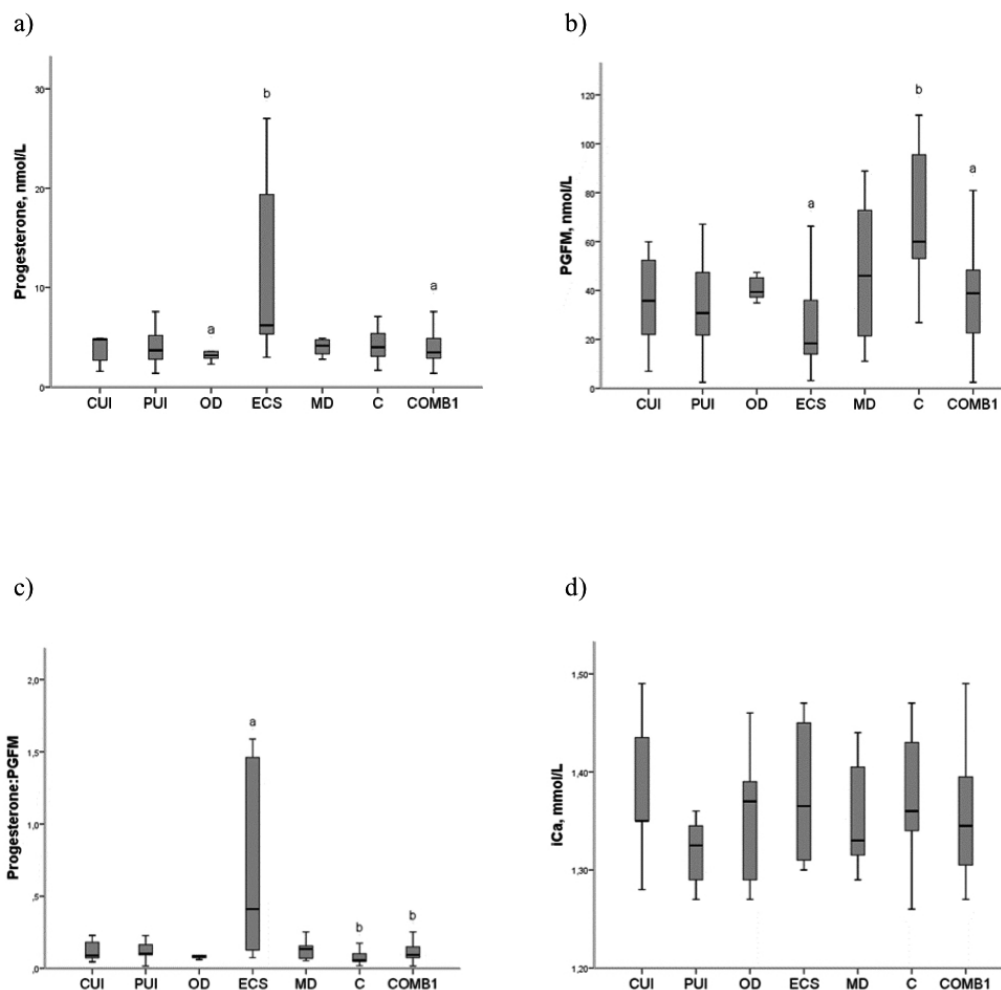 a)
b)
Progesterone, nmol/L
30
20
10
0
a
b
a
CUI PUI OD ECS MD C COMB1
PGFM, nmol/L
120
100
80
60
40
20
0
a
b
a
CUI PUI OD ECS MD C COMB1
c)
d)
Progesterone:PGFM
2,0
1,5
1,0
,5
,0
a
b
b
CUI PUI OD ECS MD C COMB1
iCa, mmol/L
1,50
1,40
1,30
1,20
CUI PUI OD ECS MD C COMB1